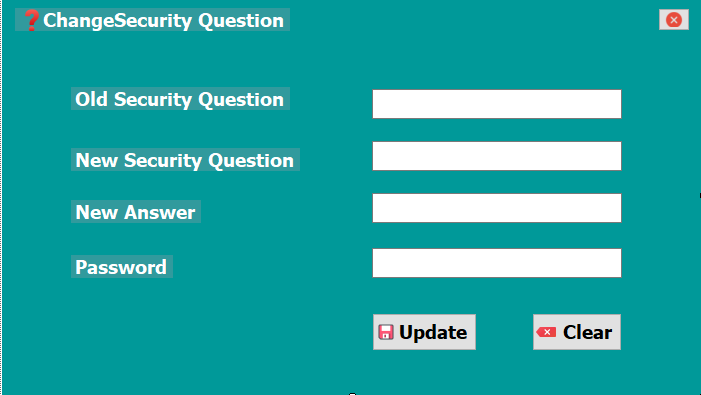 ❓ChangeSecurity Question
Old Security Question
New Security Question
New Answer
Password
Update
Clear